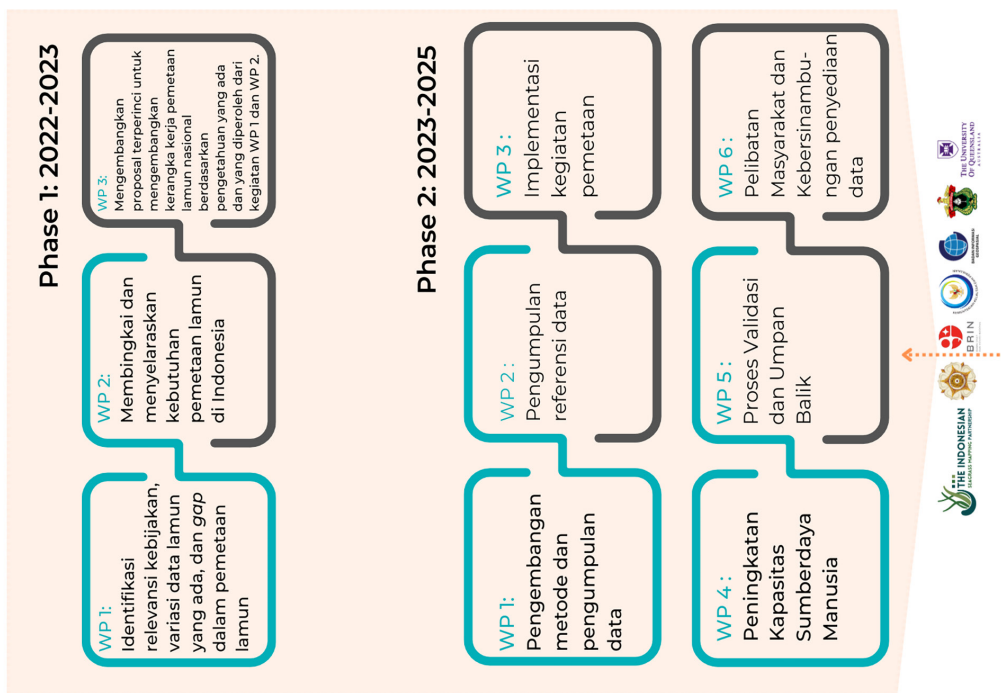 Phase 1: 2022-2023
WP 1:
Identifikasi
relevansi kebijakan,
variasi data lamun
yang ada, dan gap
dalam pemetaan
lamun
WP 2:
Membingkai dan
menyelaraskan
kebutuhan
pemetaan lamun
di Indonesia
WP 3:
Mengembangkan
proposal terperinci untuk
mengembangkan
kerangka kerja pemetaan
lamun nasional
berdasarkan
pengetahuan yang ada
dan yang diperoleh dari
kegiatan WP 1 dan WP 2.
Phase 2: 2023-2025
WP 1:
Pengembangan
metode dan
pengumpulan
data
WP 2 :
Pengumpulan
referensi data
WP 3 :
Implementasi
kegiatan
pemetaan
WP 4 :
Peningkatan
Kapasitas
Sumberdaya
Manusia
WP 5 :
Proses Validasi
dan Umpan
Balik
WP 6 :
Pelibatan
Masyarakat dan
Kebersinambu-
ngan penyediaan
data
THE INDONESIAN
SEAGRASS MAPPING PARTNERSHIP
BRIN
BADAN INFORMASI
GEOSPASIAL
THE UNIVERSITY
OF QUEENSLAND
AUSTRALIA